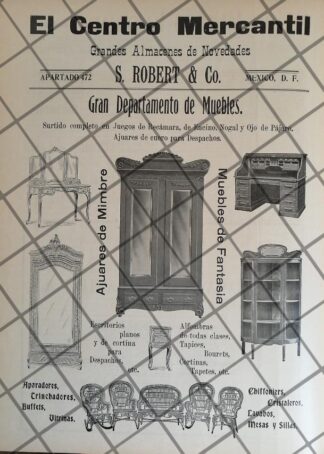 El Centro Mercantil
Grandes Almacenes de Novedades
APARTADO 472
S. ROBERT & Co.
MEXICO, D. F.
Gran Departamento de Muebles.
Surtido completo en Juegos de Recámara, de Encino, Nogal y Ojo de Pájaro.
Ajuares de cuero para Despachos.
Ajuares de Mimbre
Muebles de Fantasia
Escritorios
planos
y de cortina
para
Despachos,
etc.
Alfombras
de todas clases,
Tapices,
Bourets,
Cortinas,
Tapetes, etc.
Aparadores,
Trinchadores,
Buffets,
Vitrinas.
Chiffoniers,
Cristaleros,
Lavabos,
Mesas y Sillas